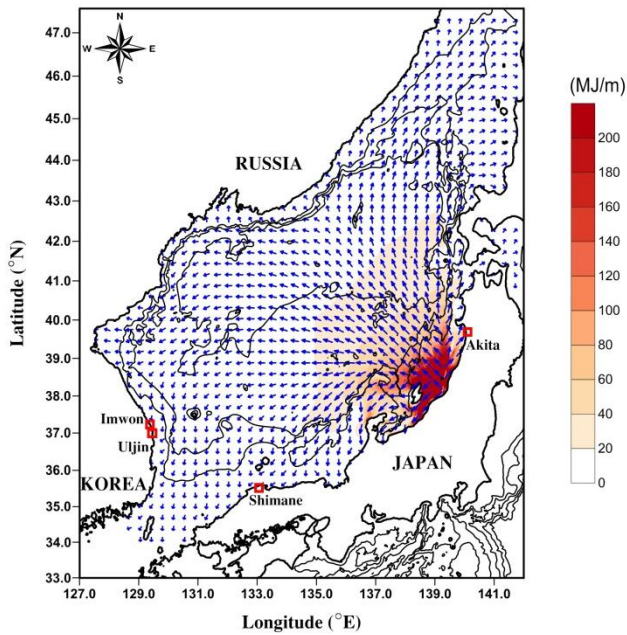 N
W E
S
(MJ/m)
47.0
46.0
45.0
44.0
43.0
42.0
41.0
40.0
39.0
38.0
37.0
36.0
35.0
34.0
33.0
Latitude (°N)
RUSSIA
Akita
Imwon
Uljin
KOREA
JAPAN
Shimane
127.0 129.0 131.0 133.0 135.0 137.0 139.0 141.0
Longitude (°E)
200
180
160
140
120
100
80
60
40
20
0